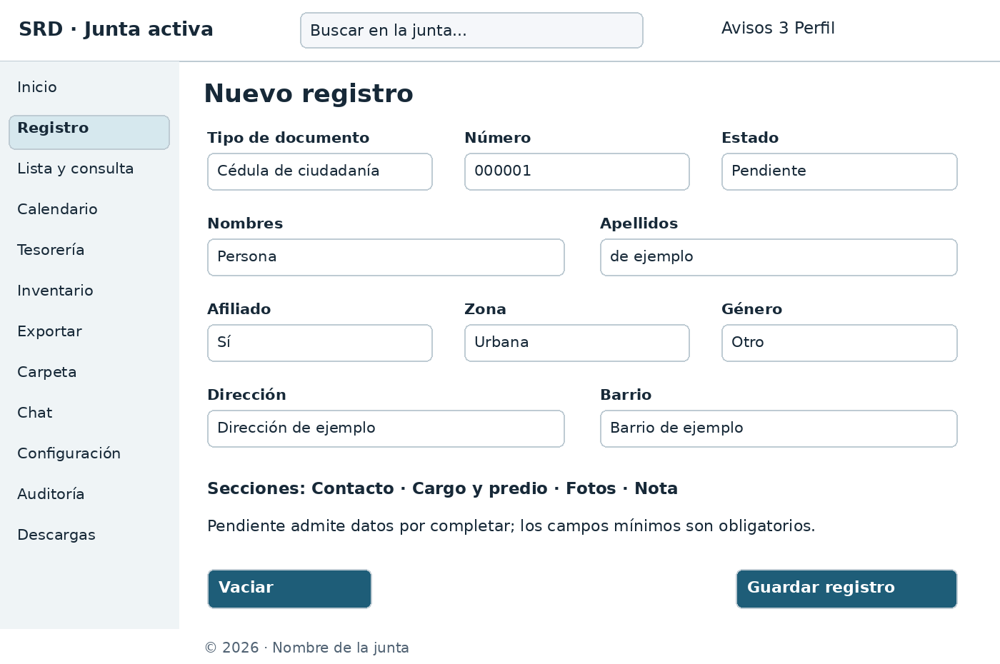 SRD · Junta activa
Buscar en la junta...
Avisos 3 Perfil
Inicio
Registro
Lista y consulta
Calendario
Tesorería
Inventario
Exportar
Carpeta
Chat
Configuración
Auditoría
Descargas
Nuevo registro
Tipo de documento
Número
Estado
Cédula de ciudadanía
000001
Pendiente
Nombres
Apellidos
Persona
de ejemplo
Afiliado
Zona
Género
Sí
Urbana
Otro
Dirección
Barrio
Dirección de ejemplo
Barrio de ejemplo
Secciones: Contacto · Cargo y predio · Fotos · Nota
Pendiente admite datos por completar; los campos mínimos son obligatorios.
Vaciar
Guardar registro
© 2026 · Nombre de la junta